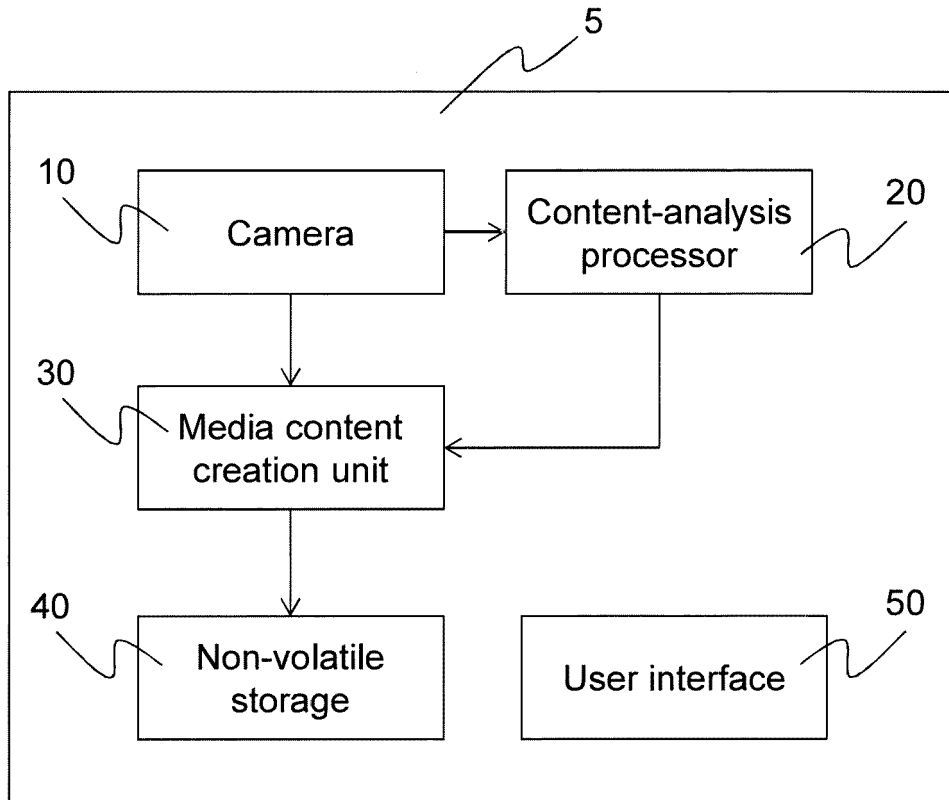 5
10
Camera
Content-analysis
processor
20
30
Media content
creation unit
40
Non-volatile
storage
User interface
50